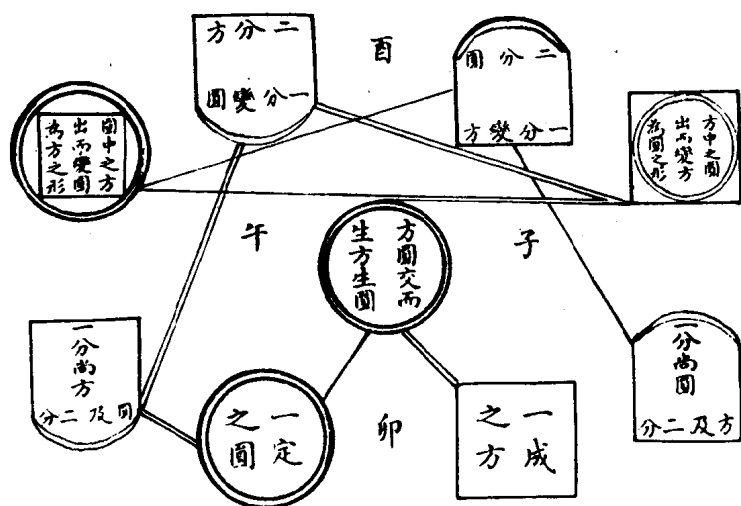 酉
二分圓
一分變方
二分方
一分變圓
方中之圓
出而變方
為圓之形
圓中之方
出而變圓
為方之形
子
午
方圓交而
生方生圓
一分尚圓
方及二分
一分尚方
圓及二分
卯
一成
之方
一定
之圓